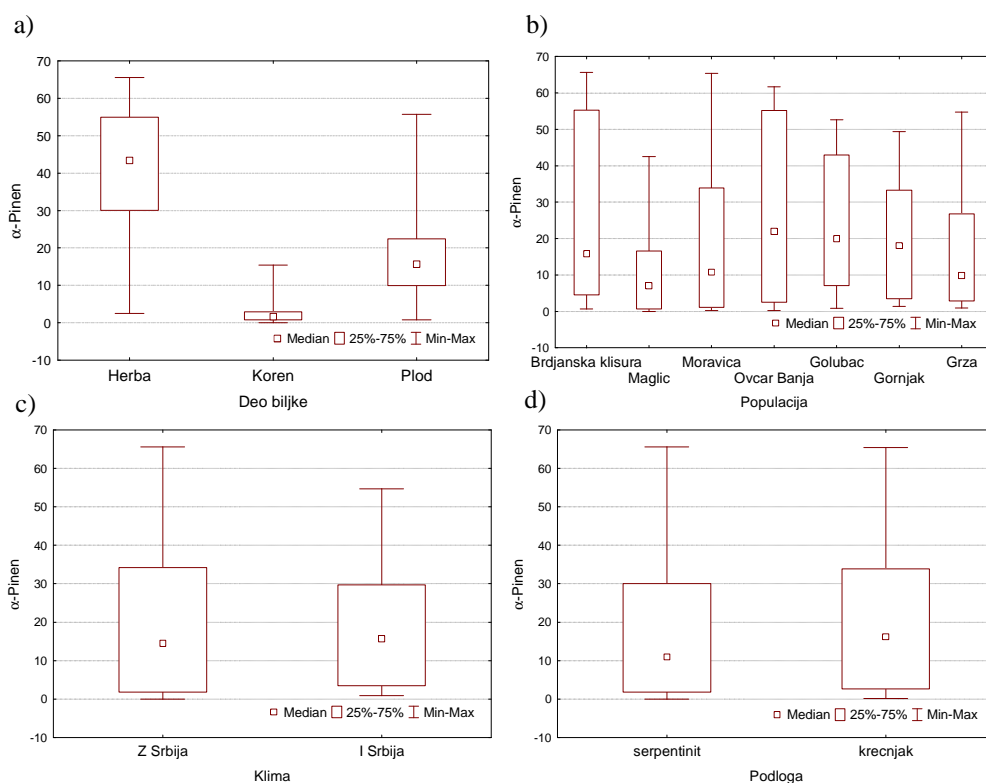 a)
70
60
50
40
30
20
10
0
-10
α-Pinen
Median 25%-75% Min-Max
Herba Koren Plod
Deo biljke
b)
70
60
50
40
30
20
10
0
-10
α-Pinen
Median 25%-75% Min-Max
Brdjanska klisura Moravica Golubac Grza
Maglic Ovcar Banja Gornjak
Populacija
c)
70
60
50
40
30
20
10
0
-10
α-Pinen
Median 25%-75% Min-Max
Z Srbija I Srbija
Klima
d)
70
60
50
40
30
20
10
0
-10
α-Pinen
Median 25%-75% Min-Max
serpentinit krecnjak
Podloga